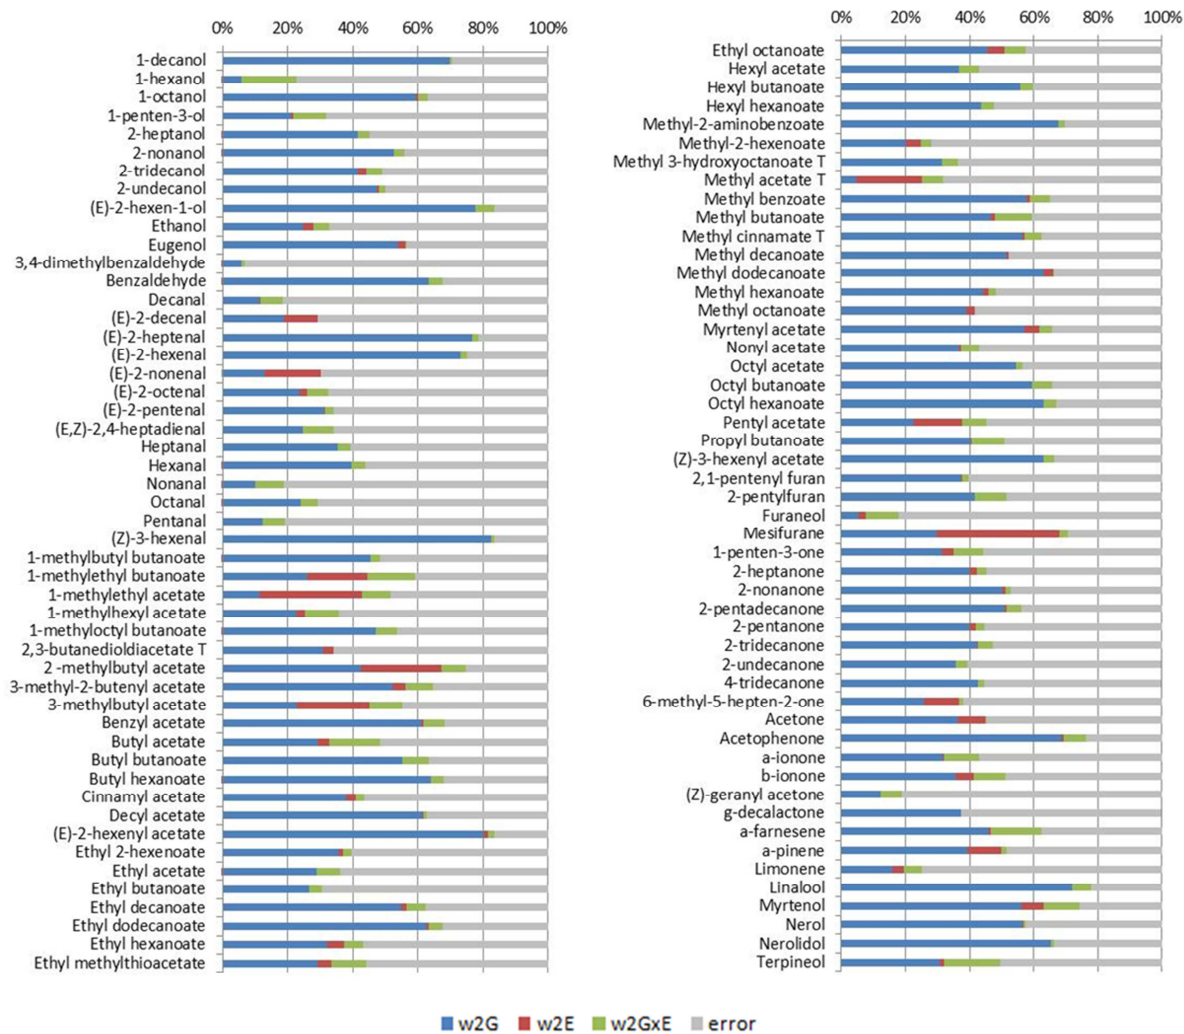 0% 20% 40% 60% 80% 100%
1-decanol
1-hexanol
1-octanol
1-penten-3-ol
2-heptanol
2-nonanol
2-tridecanol
2-undecanol
(E)-2-hexen-1-ol
Ethanol
Eugenol
3,4-dimethylbenzaldehyde
Benzaldehyde
Decanal
(E)-2-decenal
(E)-2-heptenal
(E)-2-hexenal
(E)-2-nonenal
(E)-2-octenal
(E)-2-pentenal
(E,Z)-2,4-heptadienal
Heptanal
Hexanal
Nonanal
Octanal
Pentanal
(Z)-3-hexenal
1-methylbutyl butanoate
1-methylethyl butanoate
1-methylethyl acetate
1-methylhexyl acetate
1-methyloctyl butanoate
2,3-butanedioldiacetate T
2 -methylbutyl acetate
3-methyl-2-butenyl acetate
3-methylbutyl acetate
Benzyl acetate
Butyl acetate
Butyl butanoate
Butyl hexanoate
Cinnamyl acetate
Decyl acetate
(E)-2-hexenyl acetate
Ethyl 2-hexenoate
Ethyl acetate
Ethyl butanoate
Ethyl decanoate
Ethyl dodecanoate
Ethyl hexanoate
Ethyl methylthioacetate
0% 20% 40% 60% 80% 100%
Ethyl octanoate
Hexyl acetate
Hexyl butanoate
Hexyl hexanoate
Methyl-2-aminobenzoate
Methyl-2-hexenoate
Methyl 3-hydroxyoctanoate T
Methyl acetate T
Methyl benzoate
Methyl butanoate
Methyl cinnamate T
Methyl decanoate
Methyl dodecanoate
Methyl hexanoate
Methyl octanoate
Myrtenyl acetate
Nonyl acetate
Octyl acetate
Octyl butanoate
Octyl hexanoate
Pentyl acetate
Propyl butanoate
(Z)-3-hexenyl acetate
2,1-pentenyl furan
2-pentylfuran
Furaneol
Mesifurane
1-penten-3-one
2-heptanone
2-nonanone
2-pentadecanone
2-pentanone
2-tridecanone
2-undecanone
4-tridecanone
6-methyl-5-hepten-2-one
Acetone
Acetophenone
a-ionone
b-ionone
(Z)-geranyl acetone
g-decalactone
a-farnesene
a-pinene
Limonene
Linalool
Myrtenol
Nerol
Nerolidol
Terpineol
w2G w2E w2GxE error